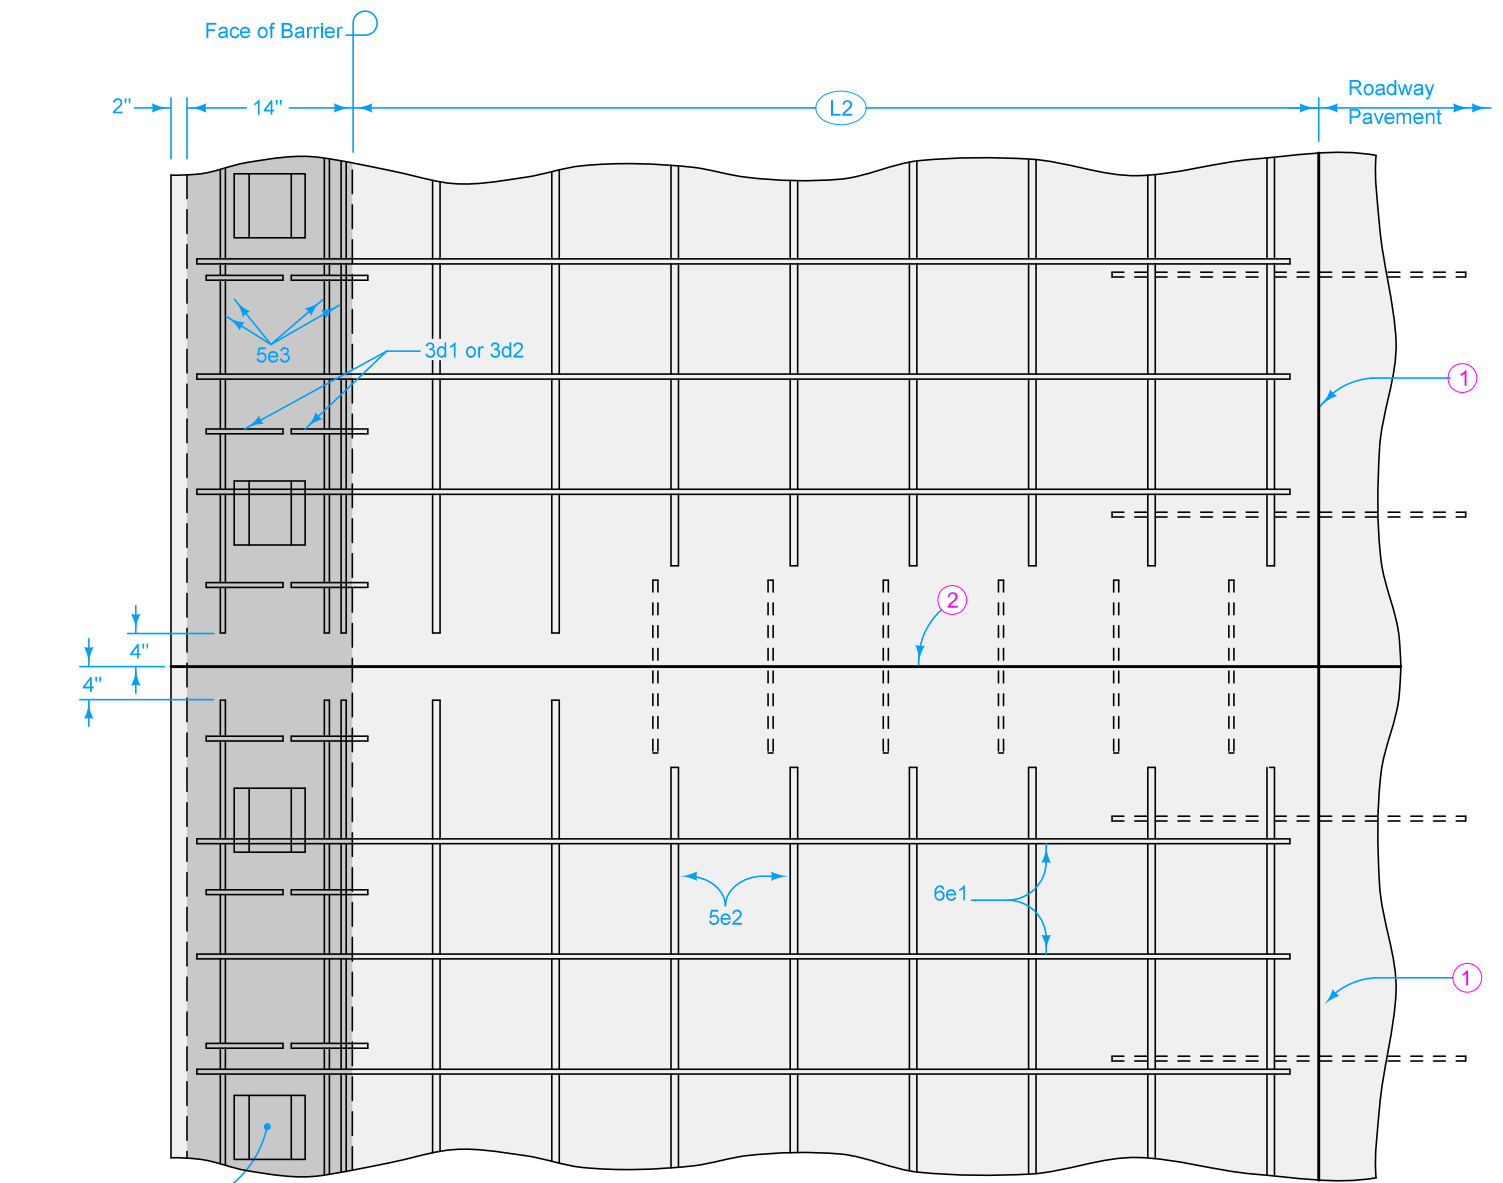 Face of Barrier
2"
14"
L2
Roadway
Pavement
5e3
3d1 or 3d2
1
2
4"
4"
5e2
6e1
1